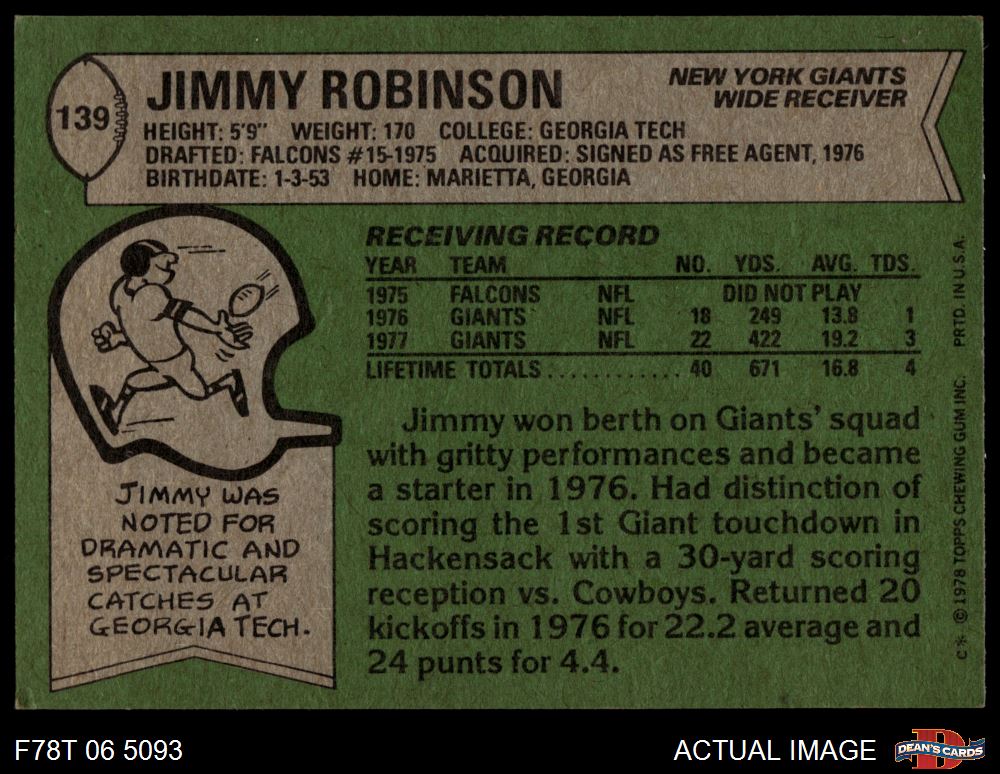 139
JIMMY ROBINSON
NEW YORK GIANTS
WIDE RECEIVER
HEIGHT: 5'9" WEIGHT: 170 COLLEGE: GEORGIA TECH
DRAFTED: FALCONS #15-1975 ACQUIRED: SIGNED AS FREE AGENT, 1976
BIRTHDATE: 1-3-53 HOME: MARIETTA, GEORGIA
RECEIVING RECORD
YEAR TEAM NO. YDS. AVG. TDS.
1975 FALCONS NFL DID NOT PLAY
1976 GIANTS NFL 18 249 13.8 1
1977 GIANTS NFL 22 422 19.2 3
LIFETIME TOTALS ............ 40 671 16.8 4
Jimmy won berth on Giants' squad
with gritty performances and became
a starter in 1976. Had distinction of
scoring the 1st Giant touchdown in
Hackensack with a 30-yard scoring
reception vs. Cowboys. Returned 20
kickoffs in 1976 for 22.2 average and
24 punts for 4.4.
JIMMY WAS
NOTED FOR
DRAMATIC AND
SPECTACULAR
CATCHES AT
GEORGIA TECH.
C* © 1978 TOPPS CHEWING GUM INC. PRTD. IN U.S.A.
F78T 06 5093
ACTUAL IMAGE
D
DEAN'S CARDS